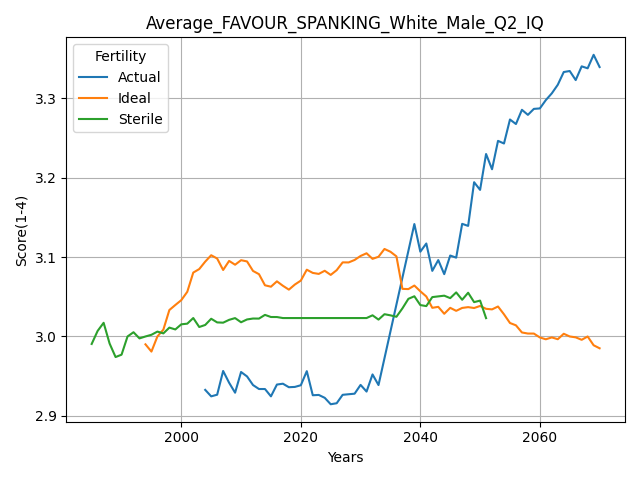 Average_FAVOUR_SPANKING_White_Male_Q2_IQ
Fertility
Actual
Ideal
Sterile
Score(1-4)
3.3
3.2
3.1
3.0
2.9
2000
2020
2040
2060
Years